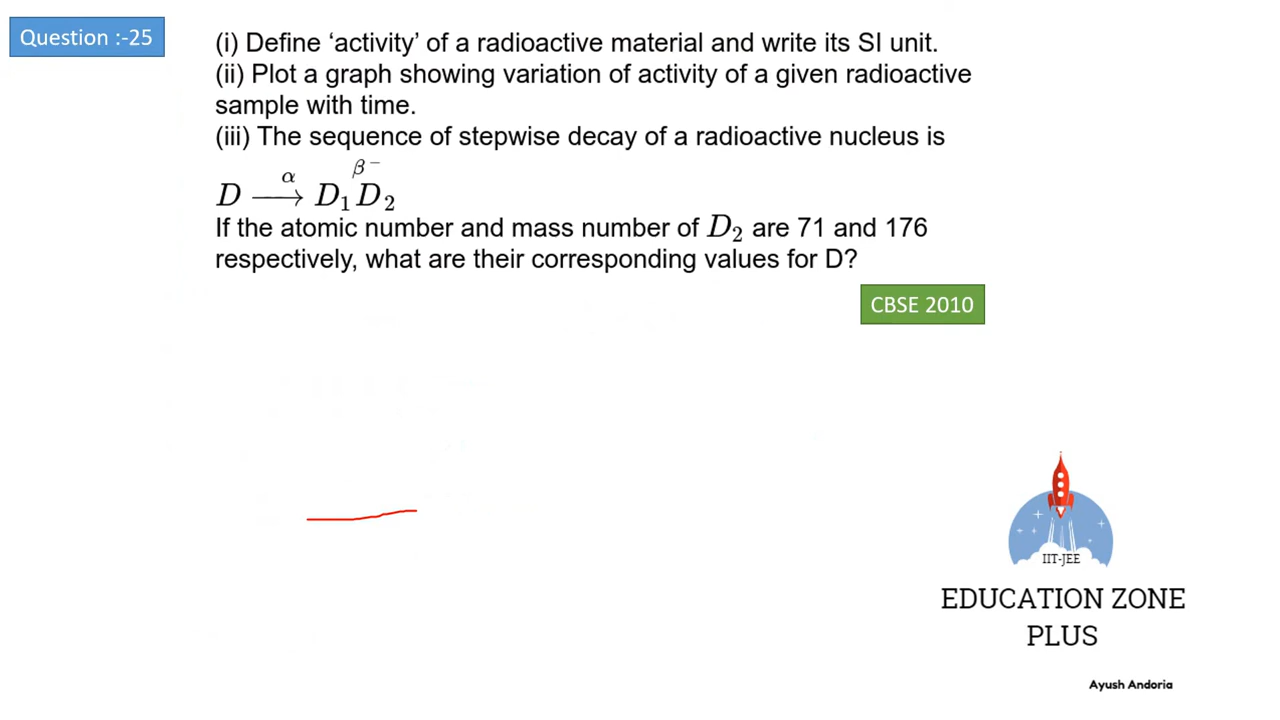 Question :-25
(i) Define ‘activity’ of a radioactive material and write its SI unit.
(ii) Plot a graph showing variation of activity of a given radioactive
sample with time.
(iii) The sequence of stepwise decay of a radioactive nucleus is
D \xrightarrow{α} D₁ \overset{β⁻}{D₂}
If the atomic number and mass number of D₂ are 71 and 176
respectively, what are their corresponding values for D?
CBSE 2010
IIT-JEE
EDUCATION ZONE
PLUS
Ayush Andoria